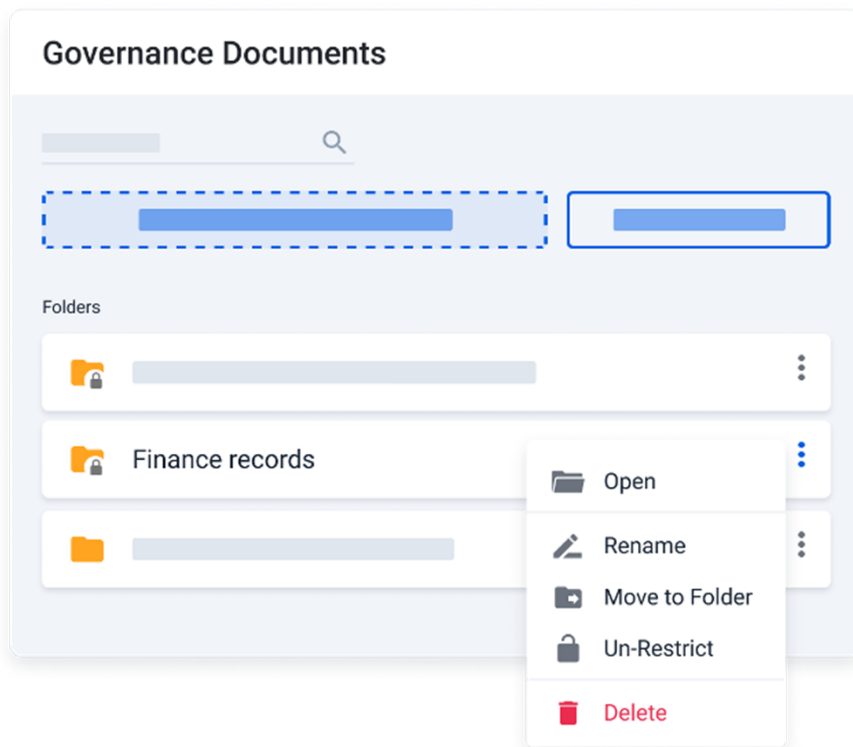 Governance Documents
Folders
Finance records
Open
Rename
Move to Folder
Un-Restrict
Delete